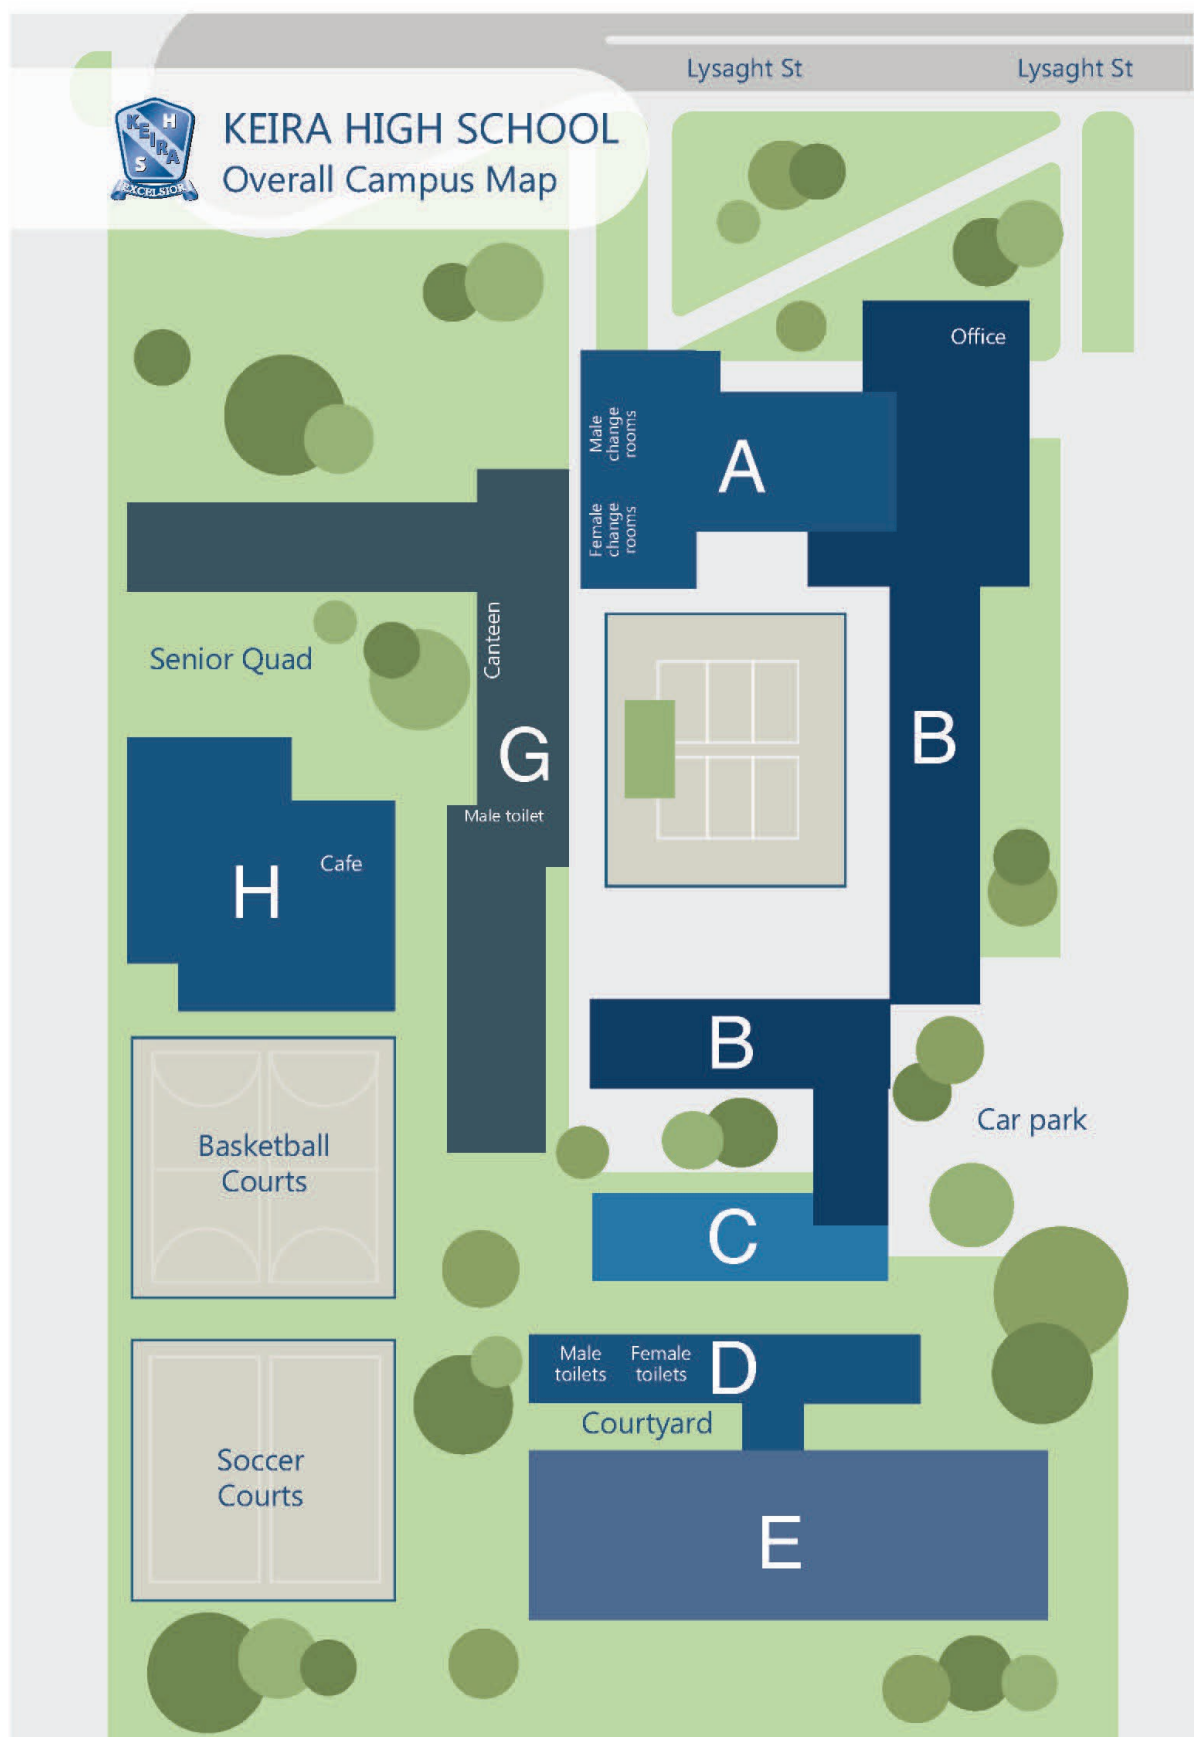 Lysaght St
Lysaght St
KEIRA
H
S
EXCELSIOR
KEIRA HIGH SCHOOL
Overall Campus Map
Office
Male
change
rooms
A
Female
change
rooms
Canteen
Senior Quad
B
G
Male toilet
Cafe
H
B
Car park
Basketball
Courts
C
Male
toilets
Female
toilets
D
Courtyard
Soccer
Courts
E